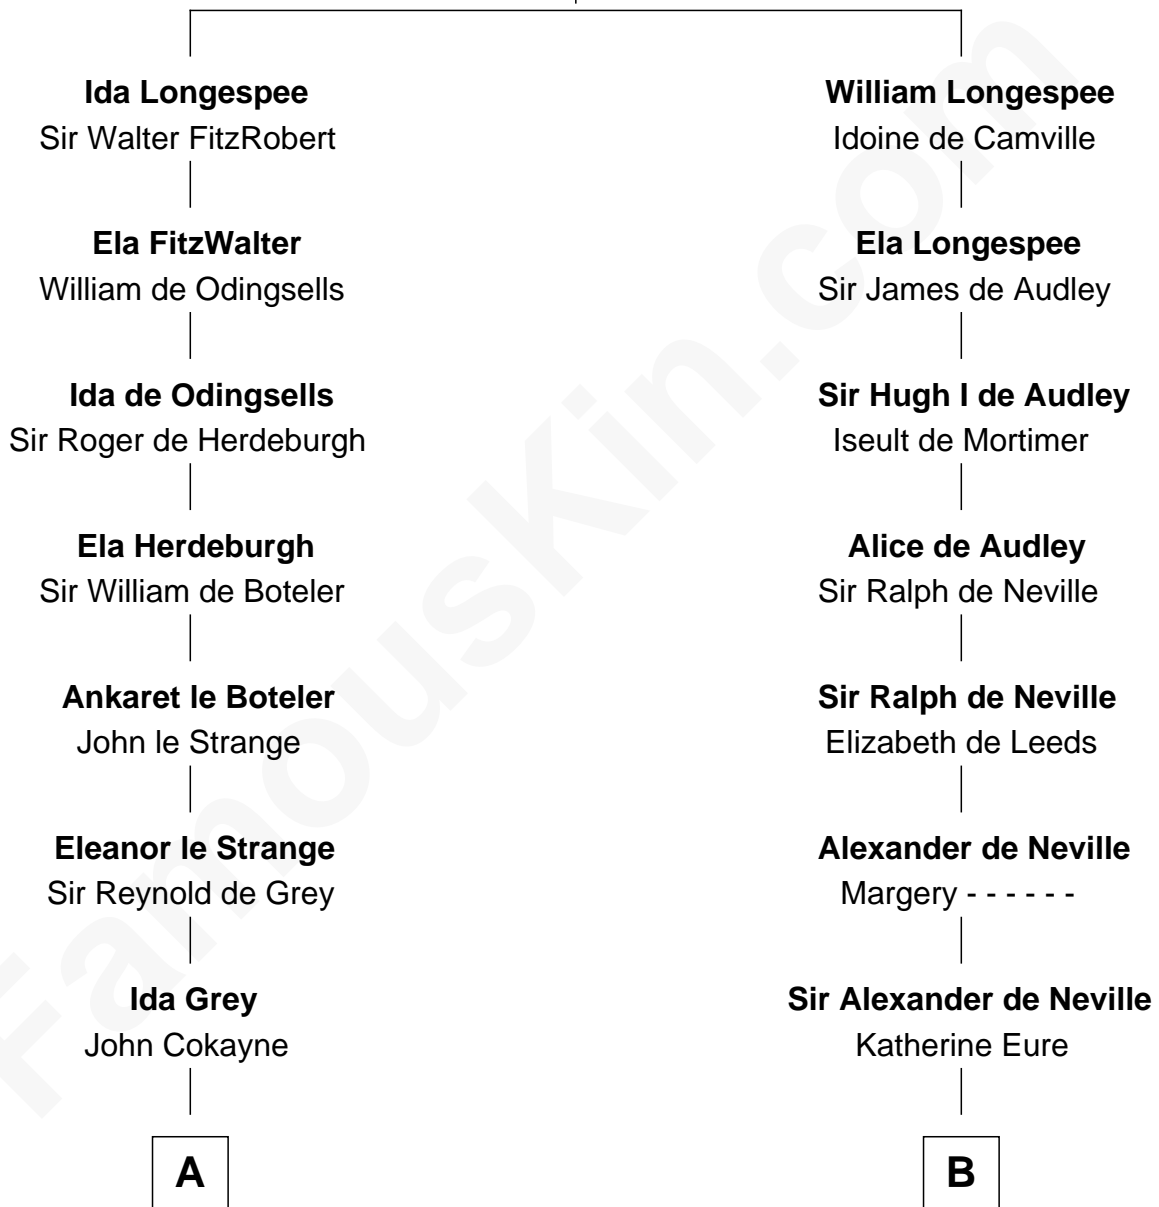 Ida Longespee
Sir Walter FitzRobert
Ela FitzWalter
William de Odingsells
Ida de Odingsells
Sir Roger de Herdeburgh
Ela Herdeburgh
Sir William de Boteler
Ankaret le Boteler
John le Strange
Eleanor le Strange
Sir Reynold de Grey
Ida Grey
John Cokayne
A
William Longespee
Idoine de Camville
Ela Longespee
Sir James de Audley
Sir Hugh I de Audley
Iseult de Mortimer
Alice de Audley
Sir Ralph de Neville
Sir Ralph de Neville
Elizabeth de Leeds
Alexander de Neville
Margery - - - - - -
Sir Alexander de Neville
Katherine Eure
B
FamousKin.com